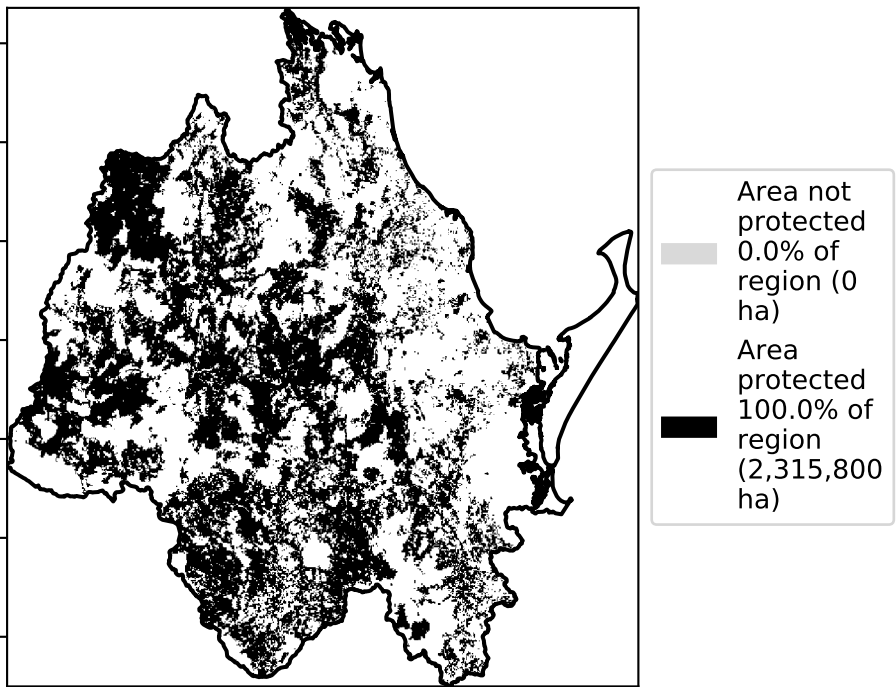 Area not
protected
0.0% of
region (0
ha)
Area
protected
100.0% of
region
(2,315,800
ha)